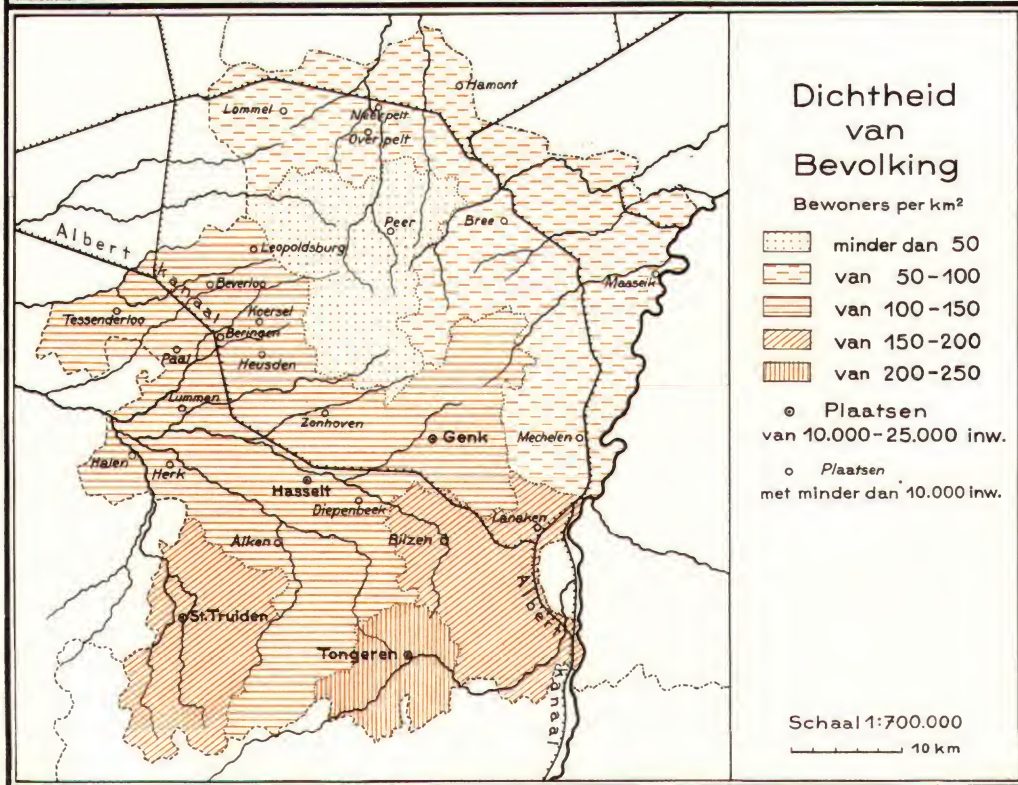 Dichtheid
van
Bevolking
Bewoners per km²
minder dan 50
van 50-100
van 100-150
van 150-200
van 200-250
Plaatsen
van 10.000-25.000 inw.
Plaatsen
met minder dan 10.000 inw.
Schaal 1:700.000
10 km
Hamont
Lommel
Neerpelt
Overpelt
Peer
Bree
Albert
kanaal
Leopoldsburg
Beverloo
Maaseik
Tessenderloo
Koersel
Beringen
Paal
Heusden
Lummen
Zonhoven
Genk
Mechelen
Halen
Herk
Hasselt
Diepenbeek
Lanaken
Alken
Bilzen
Albert
St. Truiden
Tongeren
kanaal